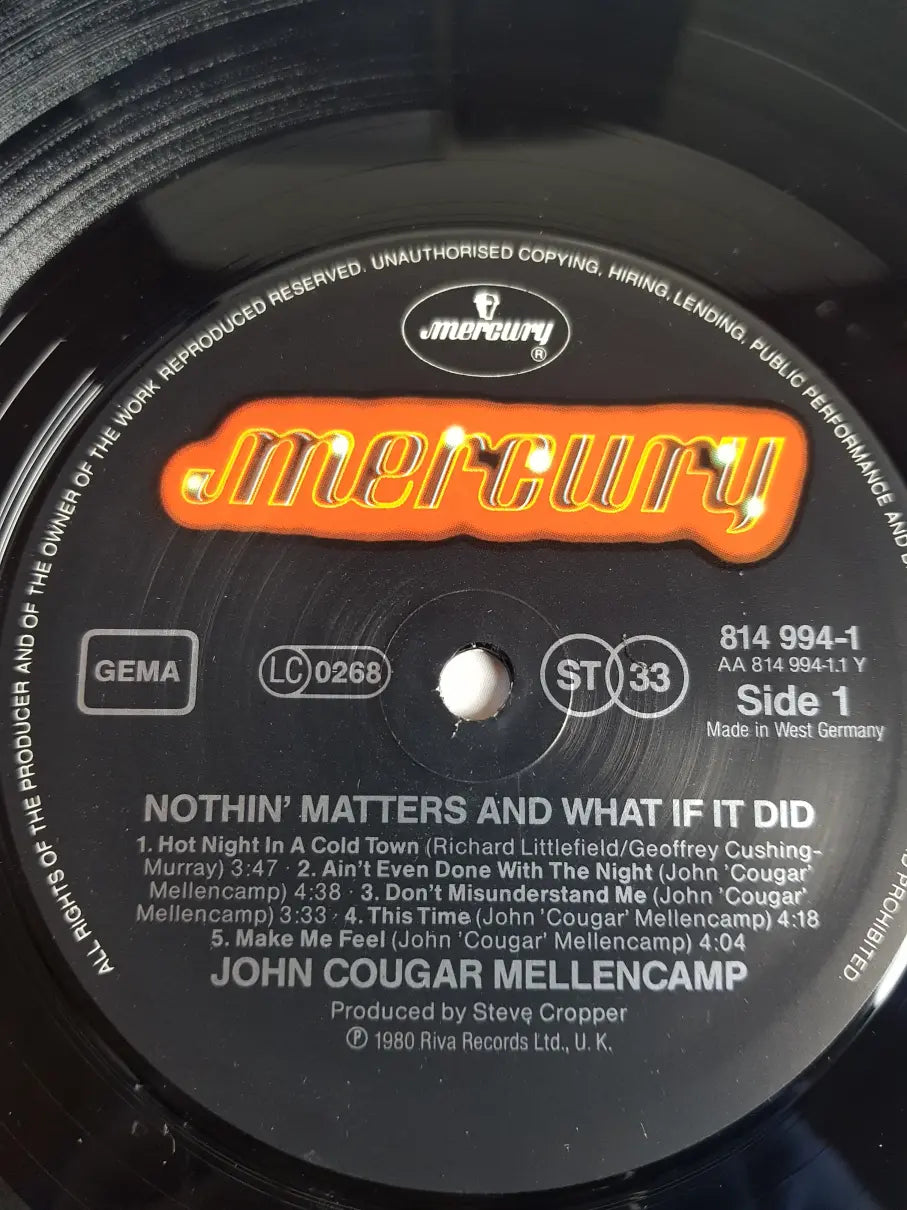 ALL RIGHTS OF THE PRODUCER AND OF THE OWNER OF THE WORK REPRODUCED RESERVED. UNAUTHORISED COPYING, HIRING, LENDING, PUBLIC PERFORMANCE AND PROHIBITED.
mercury
®
mercury
GEMA
LC 0268
ST 33
814 994-1
AA 814 994-1.1 Y
Side 1
Made in West Germany
NOTHIN' MATTERS AND WHAT IF IT DID
1. Hot Night In A Cold Town (Richard Littlefield/Geoffrey Cushing-
Murray) 3:47 · 2. Ain't Even Done With The Night (John 'Cougar'
Mellencamp) 4:38 · 3. Don't Misunderstand Me (John 'Cougar'
Mellencamp) 3:33 · 4. This Time (John 'Cougar' Mellencamp) 4:18
5. Make Me Feel (John 'Cougar' Mellencamp) 4:04
JOHN COUGAR MELLENCAMP
Produced by Steve Cropper
℗ 1980 Riva Records Ltd., U. K.